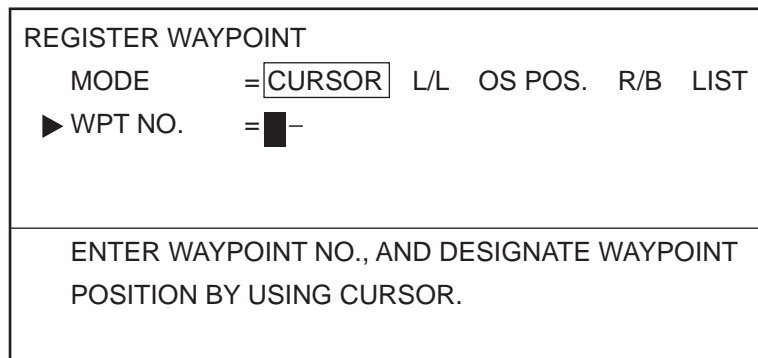 REGISTER WAYPOINT
MODE = CURSOR L/L OS POS. R/B LIST
▶ WPT NO. = █ –
ENTER WAYPOINT NO., AND DESIGNATE WAYPOINT
POSITION BY USING CURSOR.